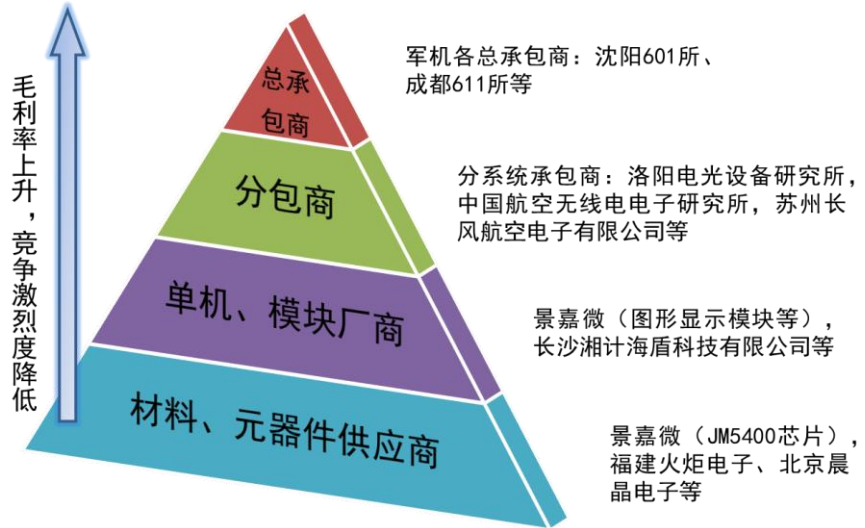 毛利率上升，竞争激烈度降低
总承
包商
军机各总承包商：沈阳601所、
成都611所等
分包商
分系统承包商：洛阳电光设备研究所，
中国航空无线电电子研究所，苏州长
风航空电子有限公司等
单机、模块厂商
景嘉微（图形显示模块等），
长沙湘计海盾科技有限公司等
材料、元器件供应商
景嘉微（JM5400芯片），
福建火炬电子、北京晨
晶电子等